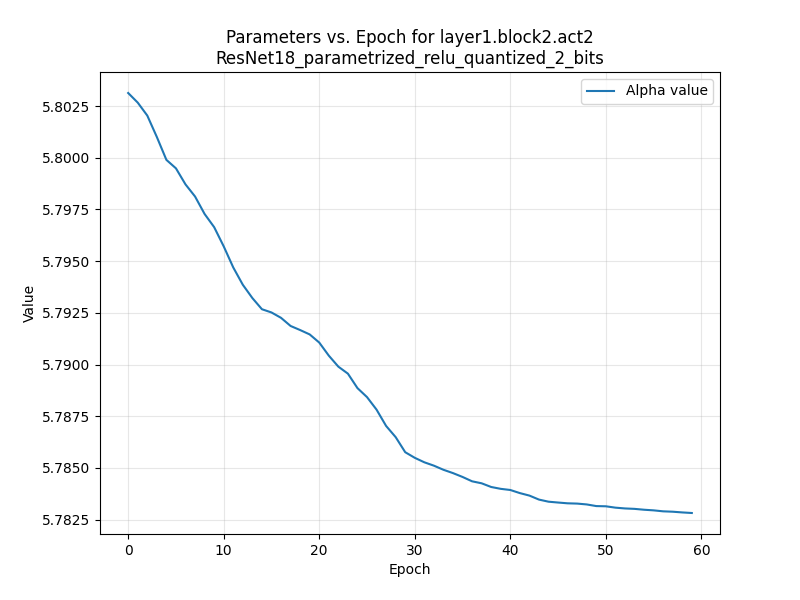 Parameters vs. Epoch for layer1.block2.act2
ResNet18_parametrized_relu_quantized_2_bits
Alpha value
5.8025
5.8000
5.7975
5.7950
5.7925
5.7900
5.7875
5.7850
5.7825
Value
0 10 20 30 40 50 60
Epoch